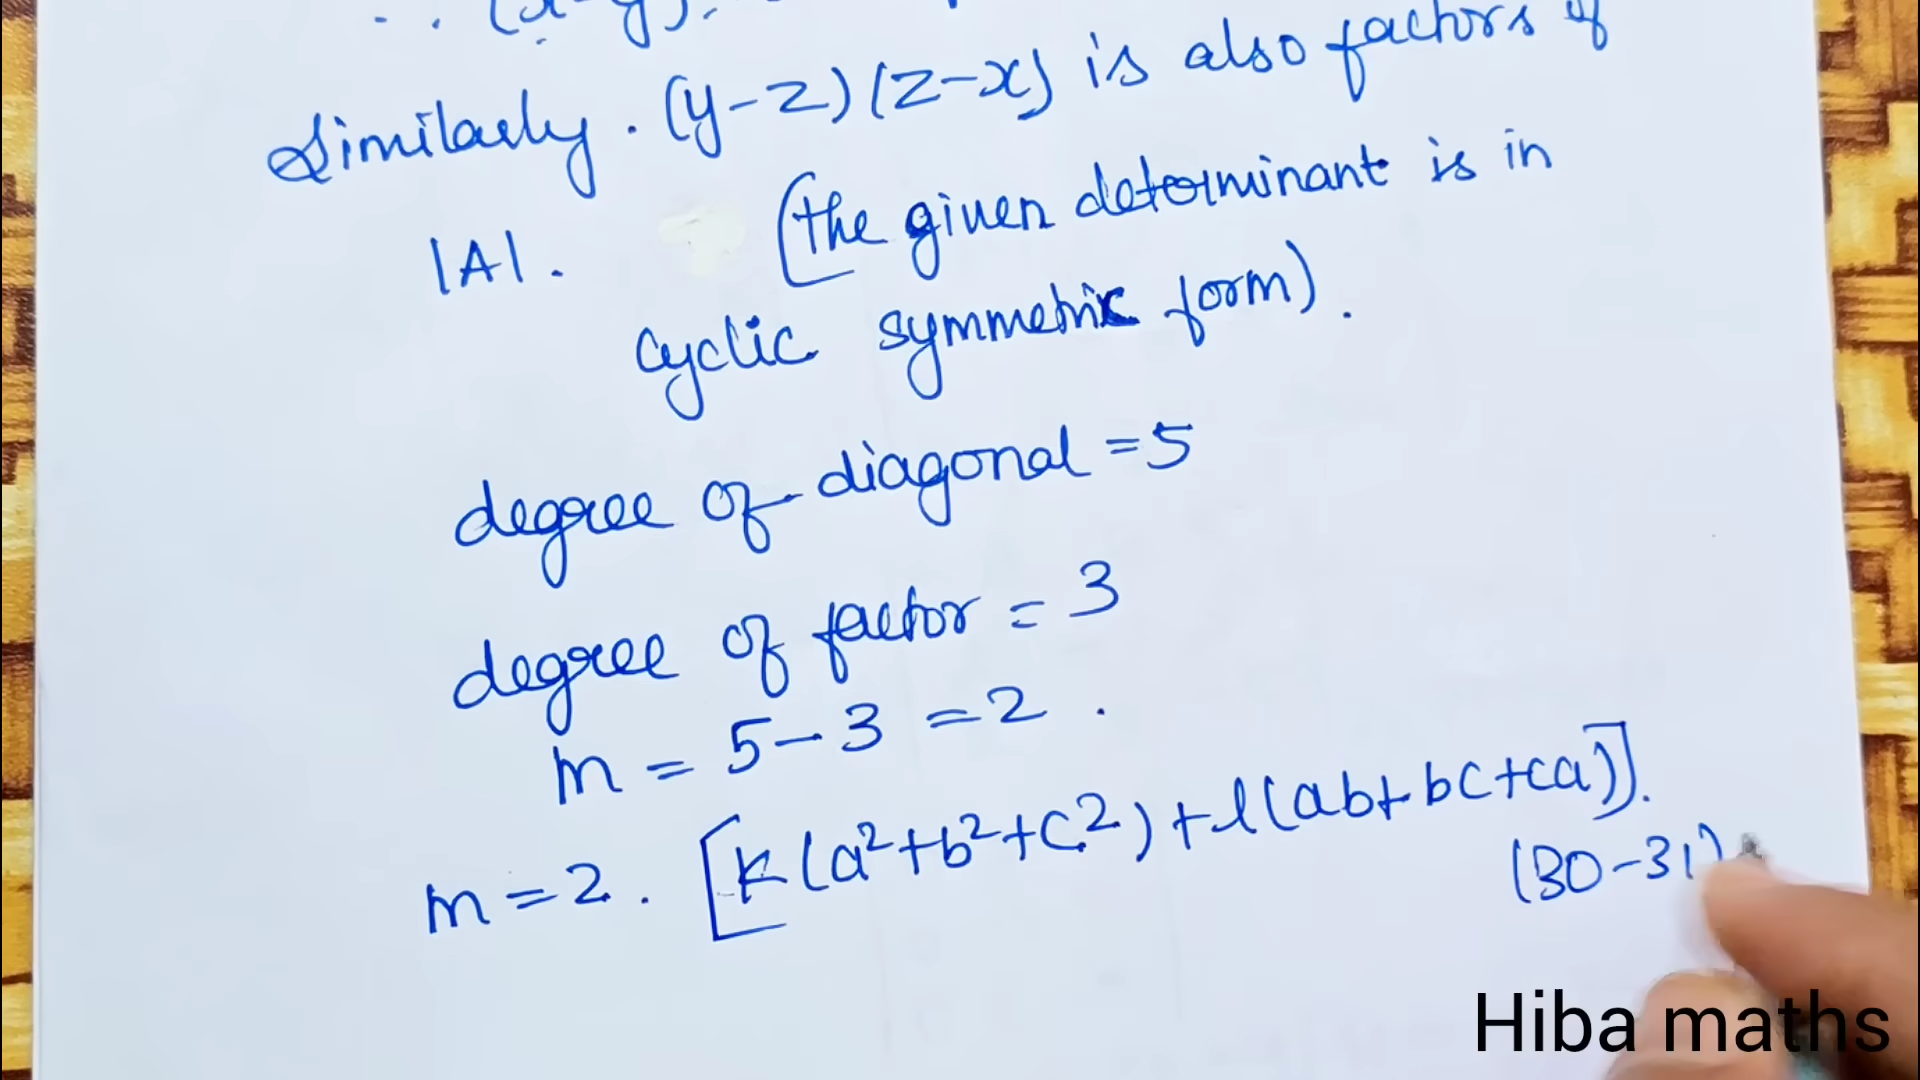 Similarly. (y-z)(z-x) is also factors of
|A|. (the given determinant is in
cyclic symmetric form).
degree of diagonal = 5
degree of factor = 3
m = 5-3 = 2.
m = 2. [k(a²+b²+c²)+l(ab+bc+ca)].
(30-31)
Hiba maths